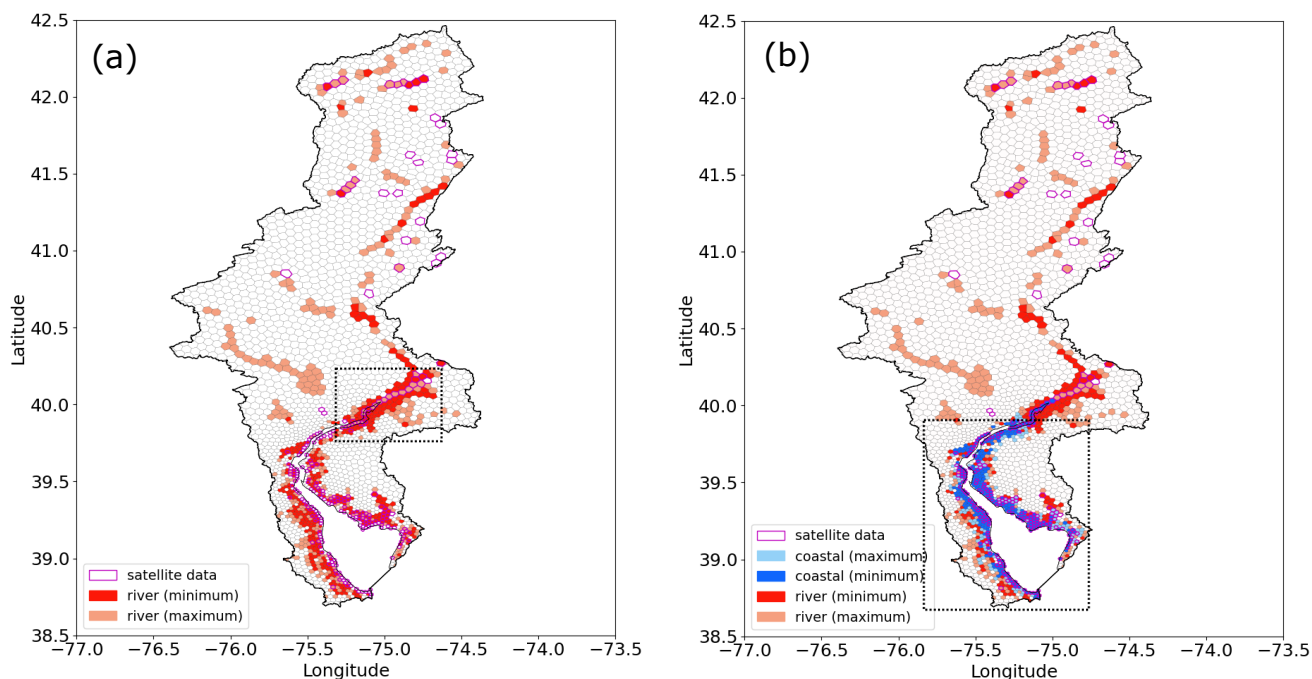 (a)
42.5
42.0
41.5
41.0
40.5
40.0
39.5
39.0
38.5
Latitude
−77.0 −76.5 −76.0 −75.5 −75.0 −74.5 −74.0 −73.5
Longitude
satellite data
river (minimum)
river (maximum)
(b)
42.5
42.0
41.5
41.0
40.5
40.0
39.5
39.0
38.5
Latitude
−77.0 −76.5 −76.0 −75.5 −75.0 −74.5 −74.0 −73.5
Longitude
satellite data
coastal (maximum)
coastal (minimum)
river (minimum)
river (maximum)